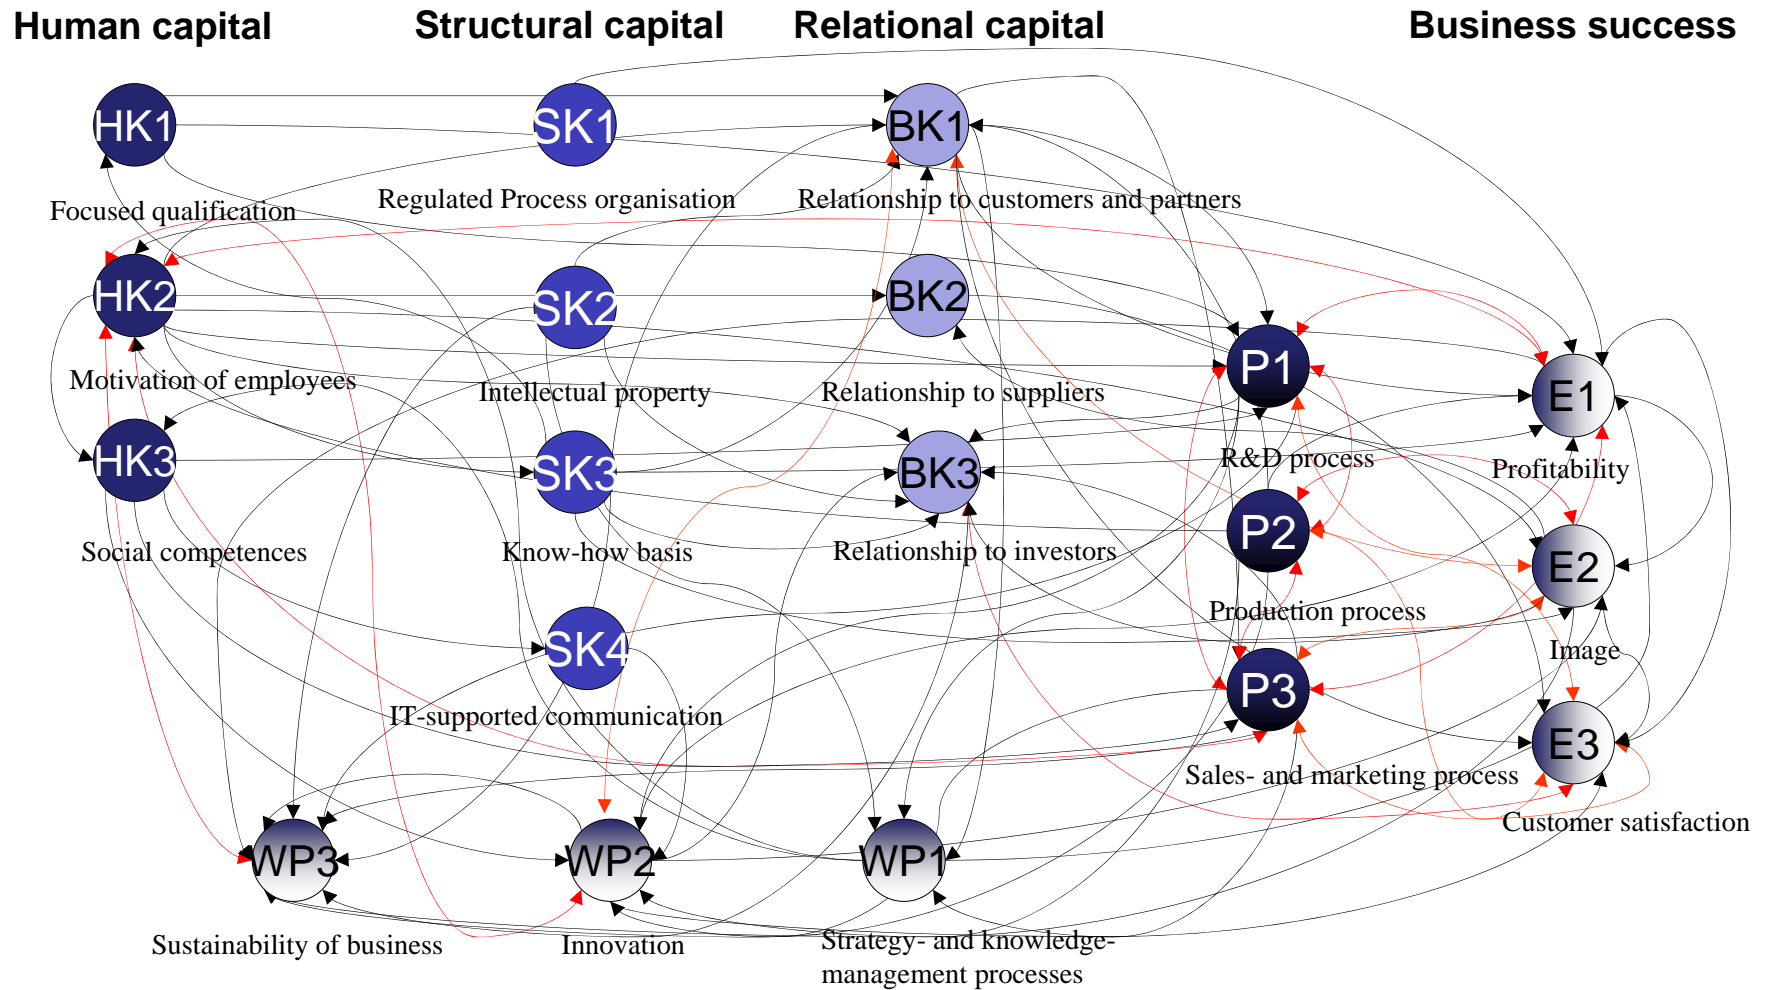 Human capital
Structural capital
Relational capital
Business success
HK1
SK1
BK1
Focused qualification
Regulated Process organisation
Relationship to customers and partners
HK2
SK2
BK2
P1
E1
Motivation of employees
Intellectual property
Relationship to suppliers
R&D process
Profitability
HK3
SK3
BK3
P2
E2
Social competences
Know-how basis
Relationship to investors
Production process
Image
SK4
P3
E3
IT-supported communication
Sales- and marketing process
Customer satisfaction
WP3
WP2
WP1
Sustainability of business
Innovation
Strategy- and knowledge-
management processes